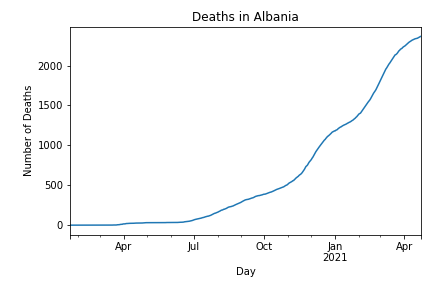 Deaths in Albania
Number of Deaths
2000
1500
1000
500
0
Apr
Jul
Oct
Jan
2021
Apr
Day